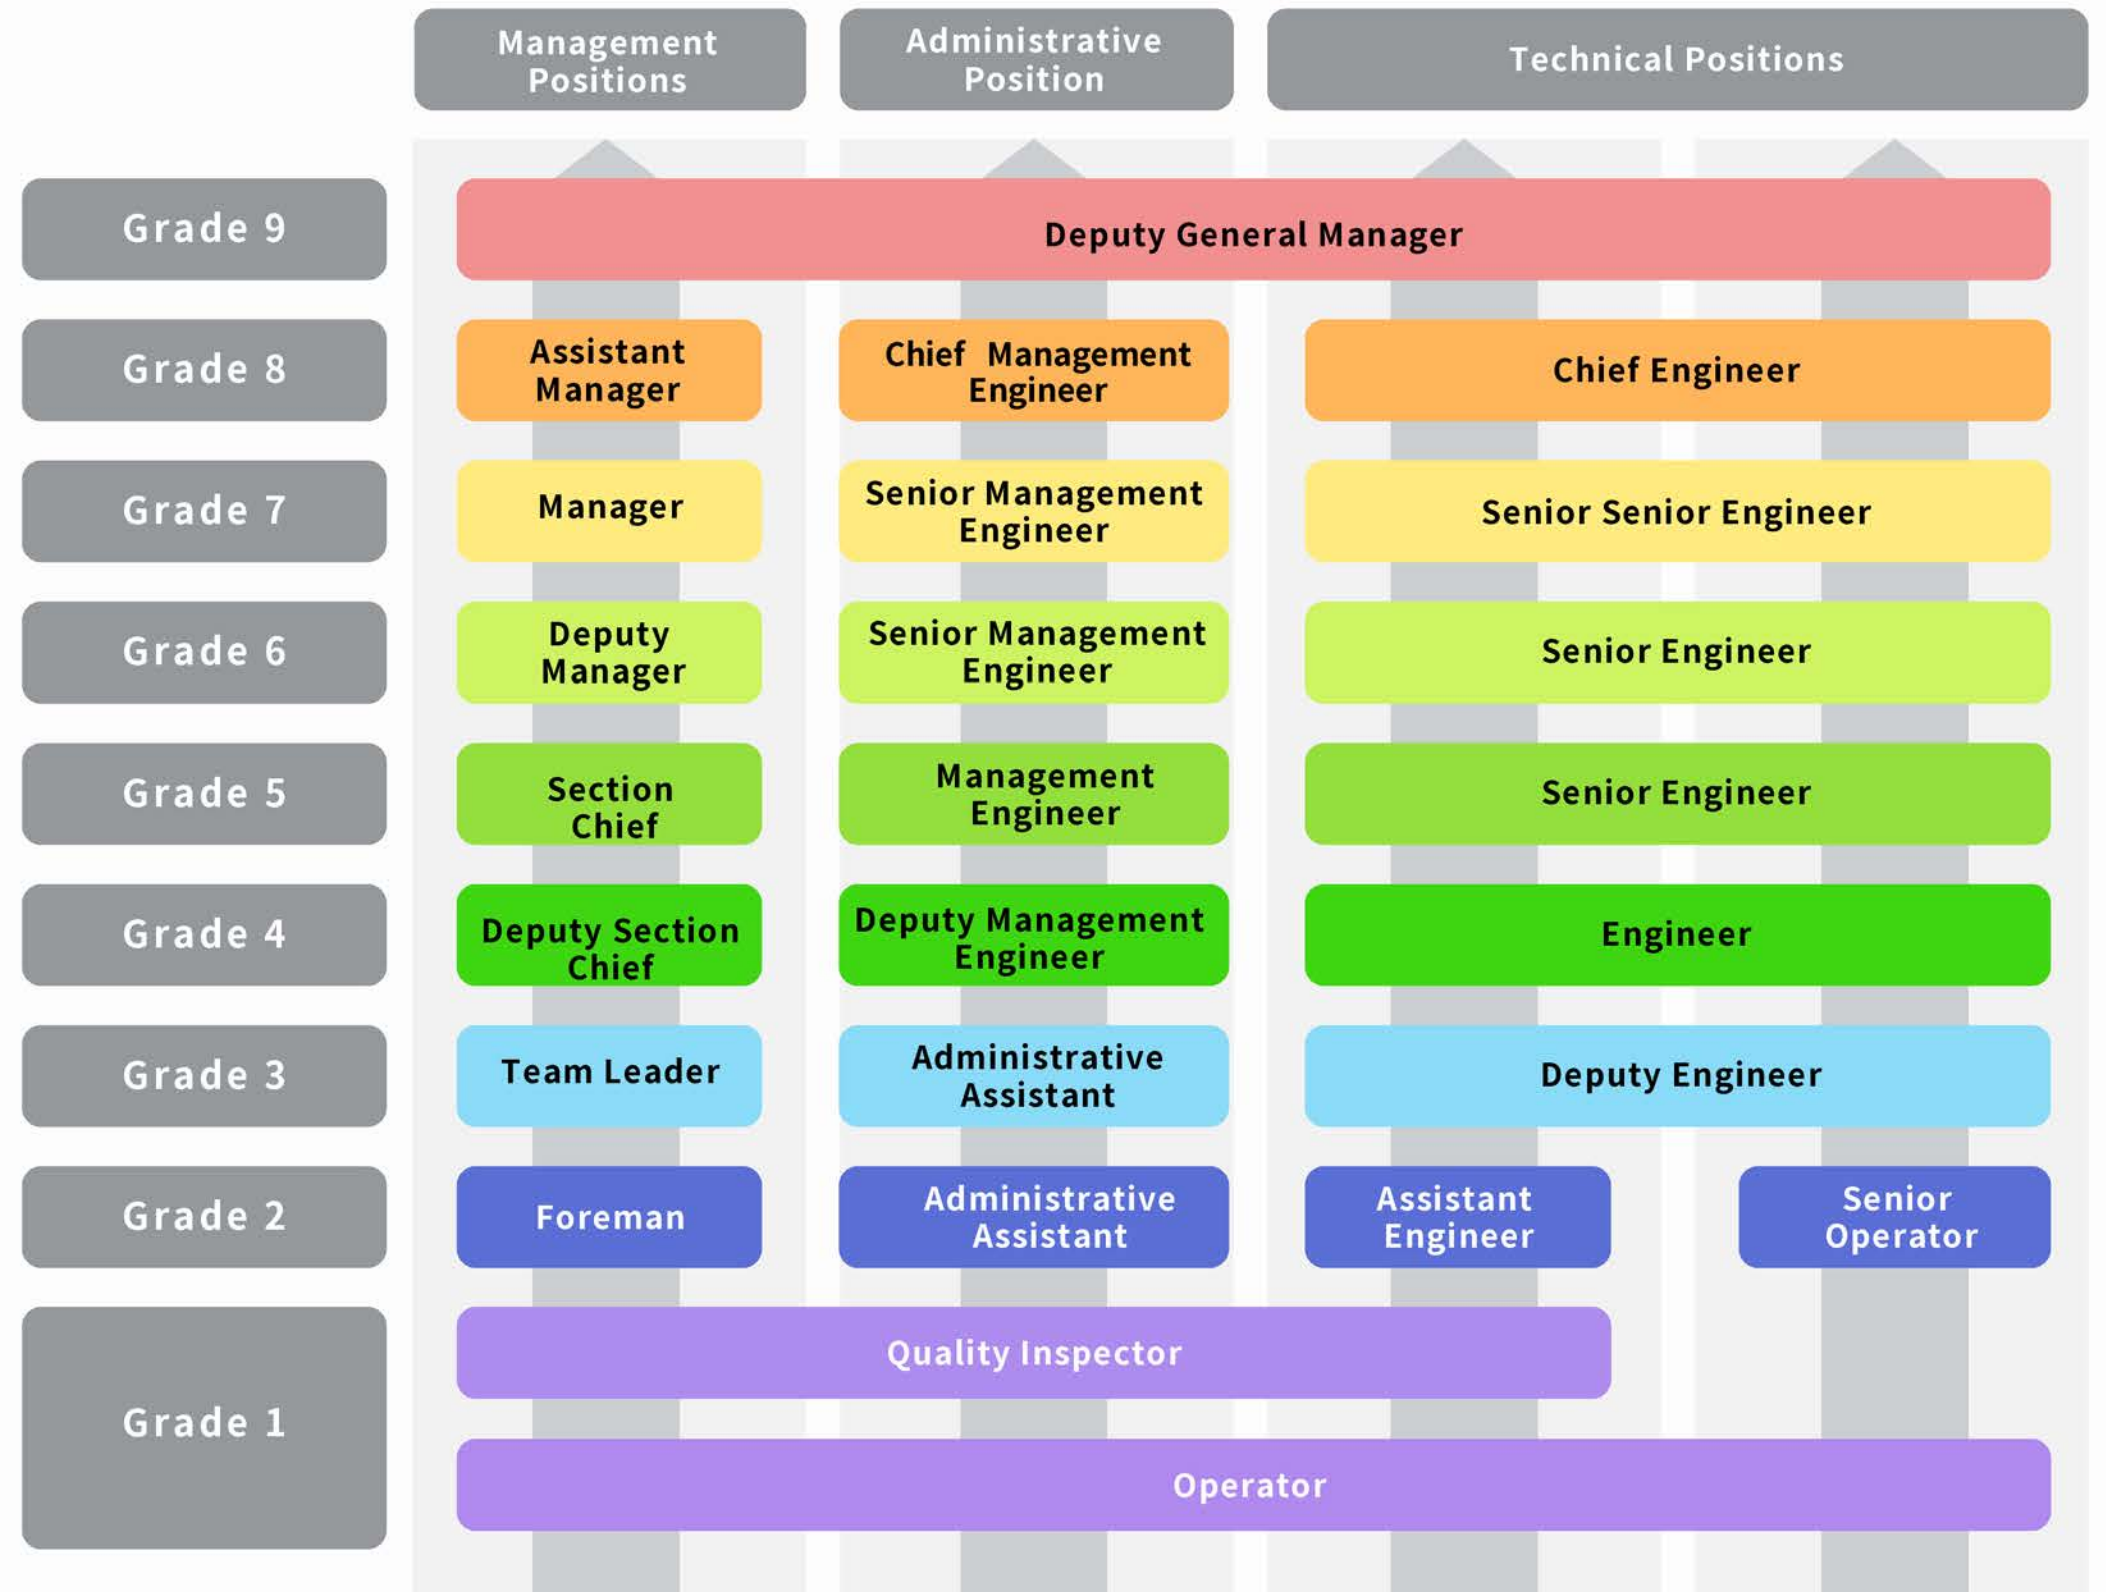 Management
Positions
Administrative
Position
Technical Positions
Grade 9
Deputy General Manager
Grade 8
Assistant
Manager
Chief Management
Engineer
Chief Engineer
Grade 7
Manager
Senior Management
Engineer
Senior Senior Engineer
Grade 6
Deputy
Manager
Senior Management
Engineer
Senior Engineer
Grade 5
Section
Chief
Management
Engineer
Senior Engineer
Grade 4
Deputy Section
Chief
Deputy Management
Engineer
Engineer
Grade 3
Team Leader
Administrative
Assistant
Deputy Engineer
Grade 2
Foreman
Administrative
Assistant
Assistant
Engineer
Senior
Operator
Grade 1
Quality Inspector
Operator